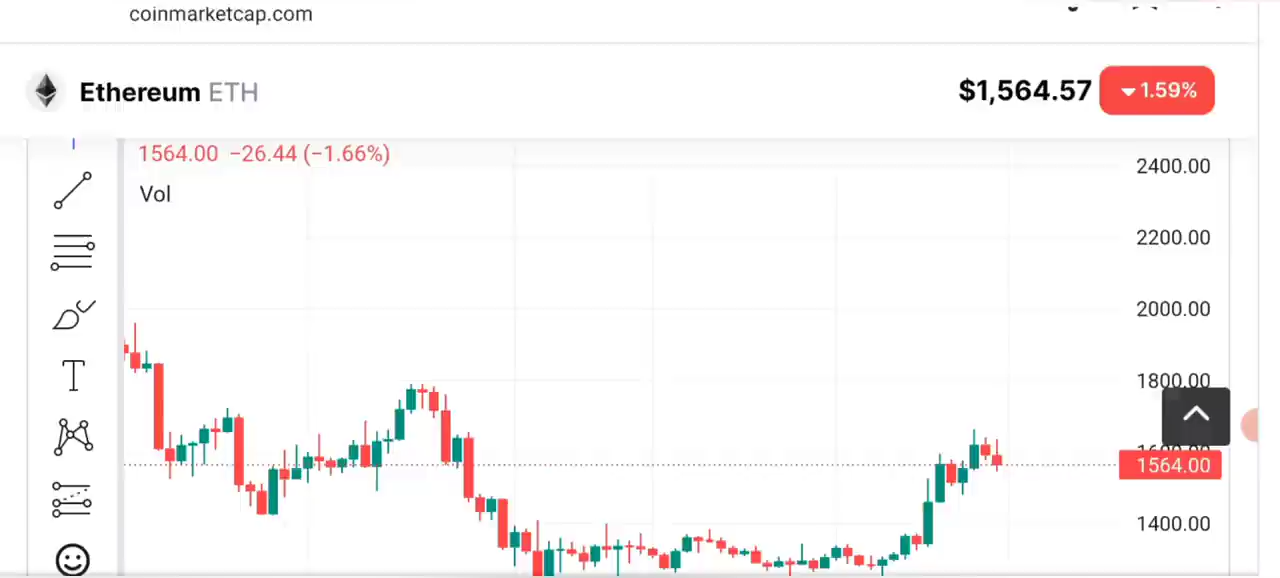 coinmarketcap.com
Ethereum ETH
$1,564.57
1.59%
1564.00 −26.44 (−1.66%)
Vol
2400.00
2200.00
2000.00
1800.00
1564.00
1400.00
T